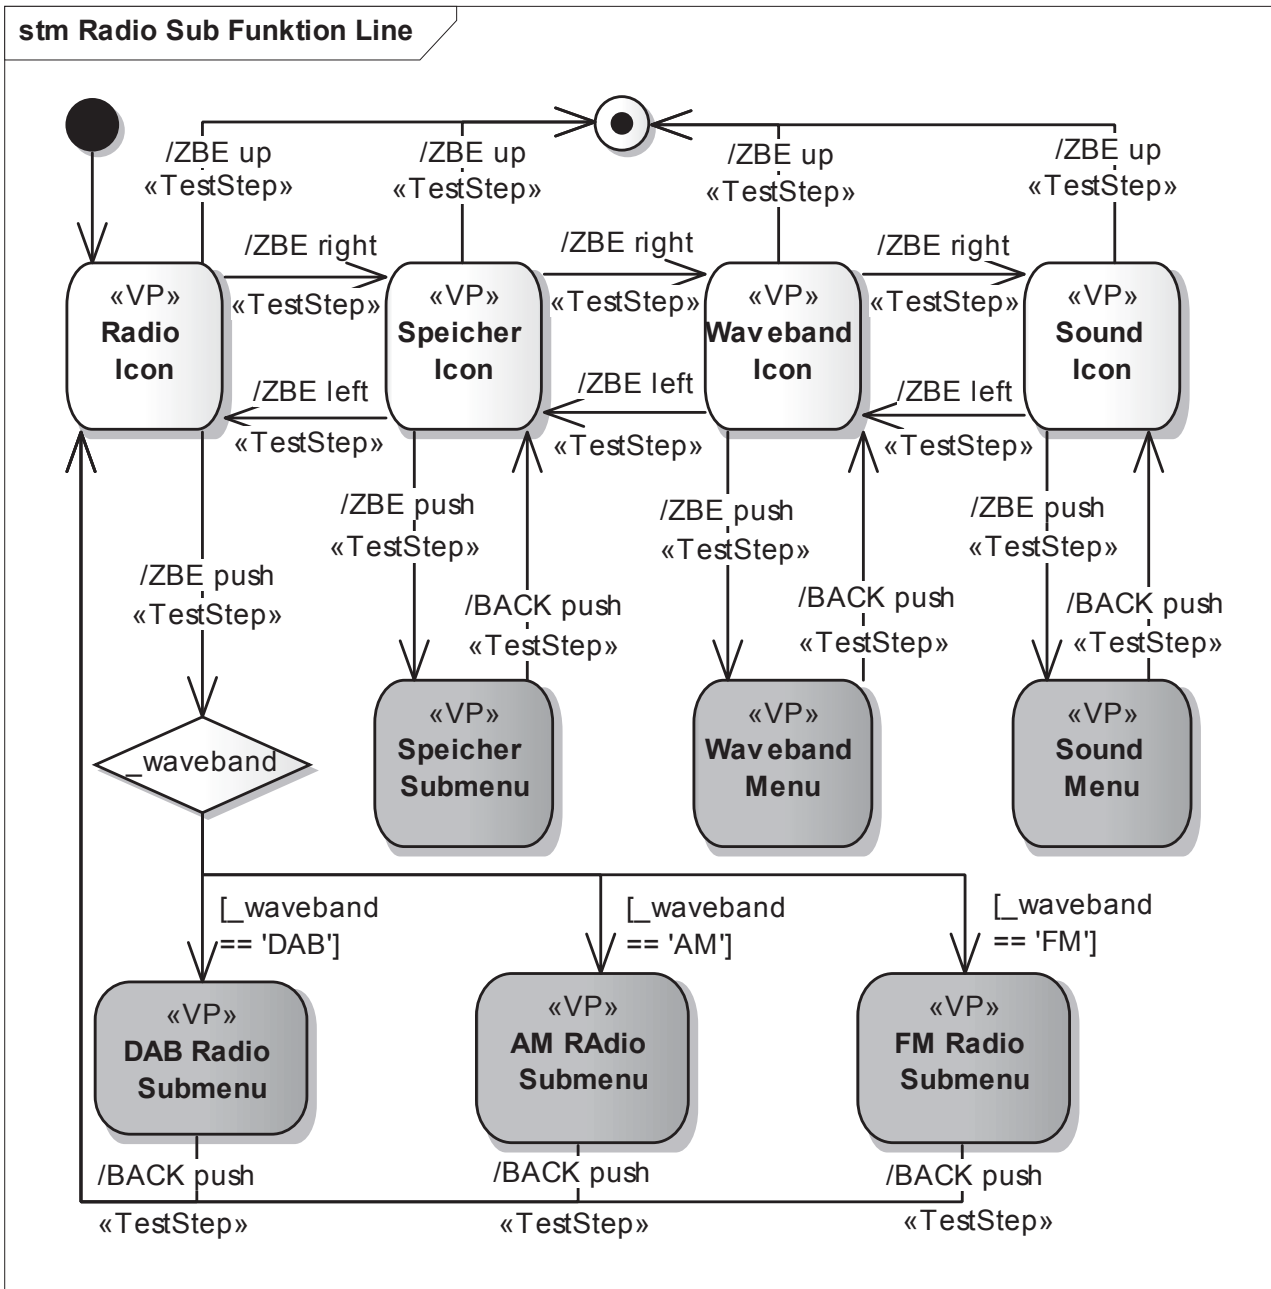 stm Radio Sub Funktion Line
/ZBE up
«TestStep»
/ZBE up
«TestStep»
/ZBE up
«TestStep»
/ZBE up
«TestStep»
/ZBE right
«TestStep»
/ZBE right
«TestStep»
/ZBE right
«TestStep»
«VP»
Radio
Icon
«VP»
Speicher
Icon
«VP»
Waveband
Icon
«VP»
Sound
Icon
/ZBE left
«TestStep»
/ZBE left
«TestStep»
/ZBE left
«TestStep»
/ZBE push
«TestStep»
/ZBE push
«TestStep»
/ZBE push
«TestStep»
/ZBE push
«TestStep»
/BACK push
«TestStep»
/BACK push
«TestStep»
/BACK push
«TestStep»
_waveband
«VP»
Speicher
Submenu
«VP»
Waveband
Menu
«VP»
Sound
Menu
[_waveband
== 'DAB']
[_waveband
== 'AM']
[_waveband
== 'FM']
«VP»
DAB Radio
Submenu
«VP»
AM RAdio
Submenu
«VP»
FM Radio
Submenu
/BACK push
«TestStep»
/BACK push
«TestStep»
/BACK push
«TestStep»